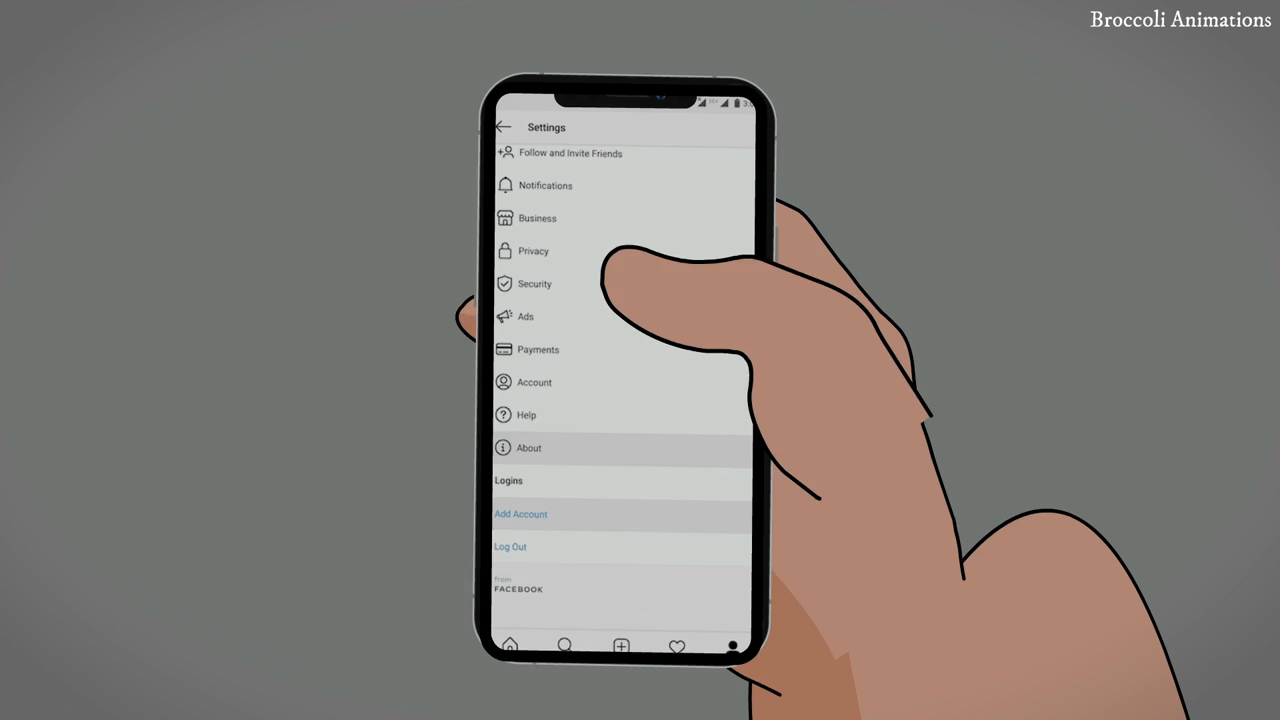 Broccoli Animations
Settings
Follow and Invite Friends
Notifications
Business
Privacy
Security
Ads
Payments
Account
Help
About
Logins
Add Account
Log Out
from
FACEBOOK